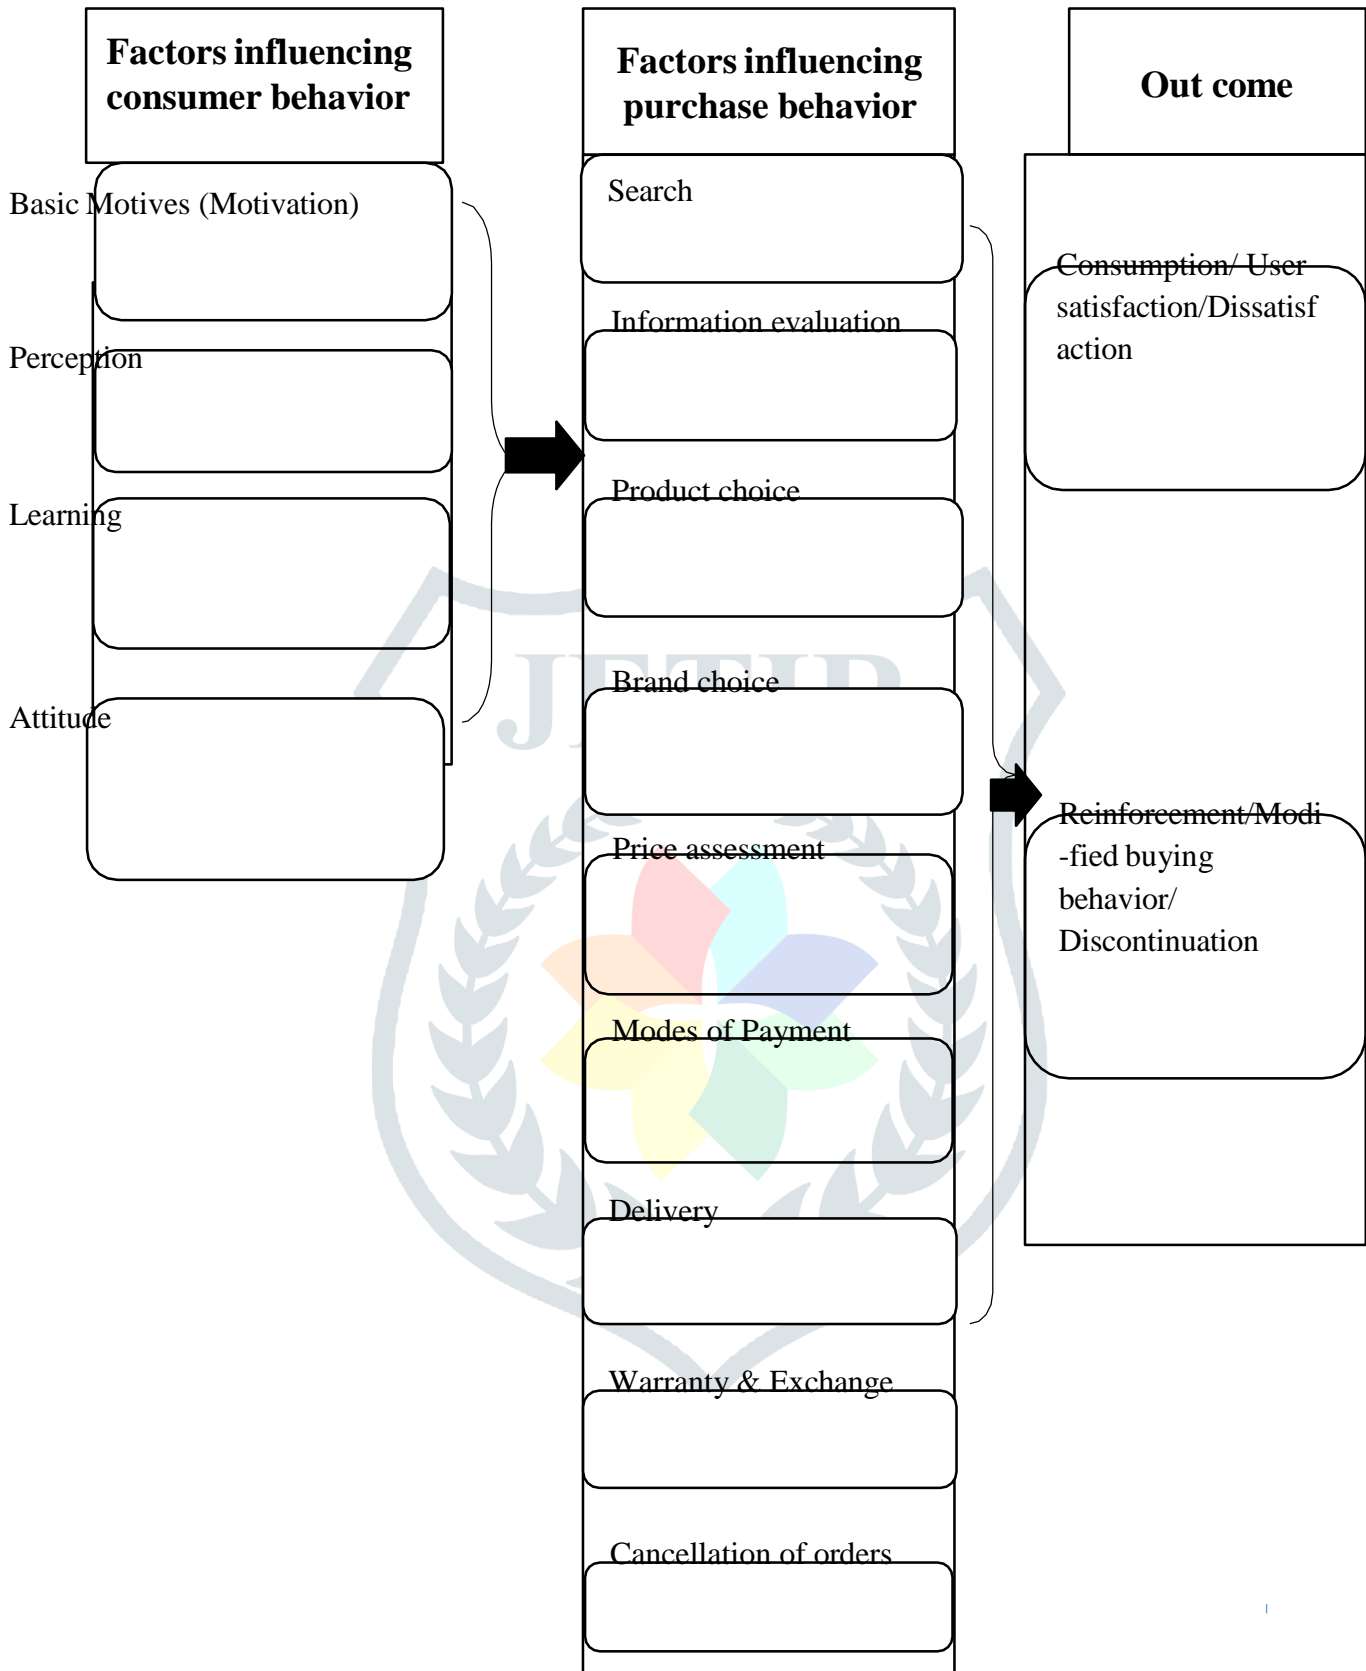 Factors influencing
consumer behavior
Basic Motives (Motivation)
Perception
Learning
Attitude
Factors influencing
purchase behavior
Search
Information evaluation
Product choice
Brand choice
Price assessment
Modes of Payment
Delivery
Warranty & Exchange
Cancellation of orders
Out come
Consumption/ User
satisfaction/Dissatisf
action
Reinforcement/Modi
-fied buying
behavior/
Discontinuation
JETIR